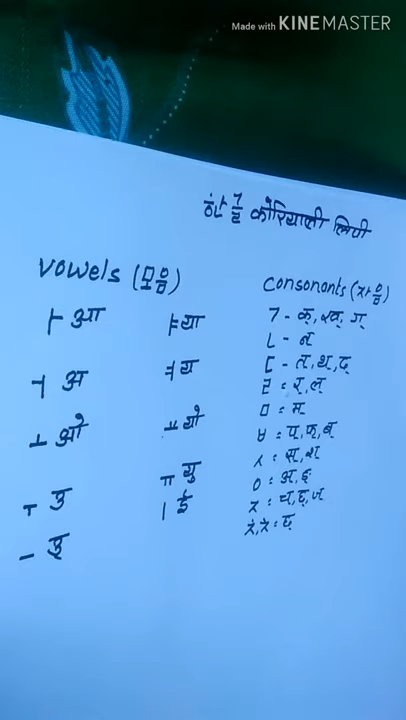 Made with KINEMASTER
한글 कोरियाली लिपी
Vowels (모음)
ㅏ आ ㅑ या
ㅓ अ ㅕ य
ㅗ ओ ㅛ यो
ㅜ उ ㅠ यु
ㅡ उ ㅣ ई
Consonants (자음)
ㄱ - क्, ख्, ग्
ㄴ - न्
ㄷ - त्, थ्, द्
ㄹ = र्, ल्
ㅁ = म्
ㅂ = प्, फ्, ब्
ㅅ = स्, श्
ㅇ = अ, ङ्
ㅈ = च्, छ्, ज्